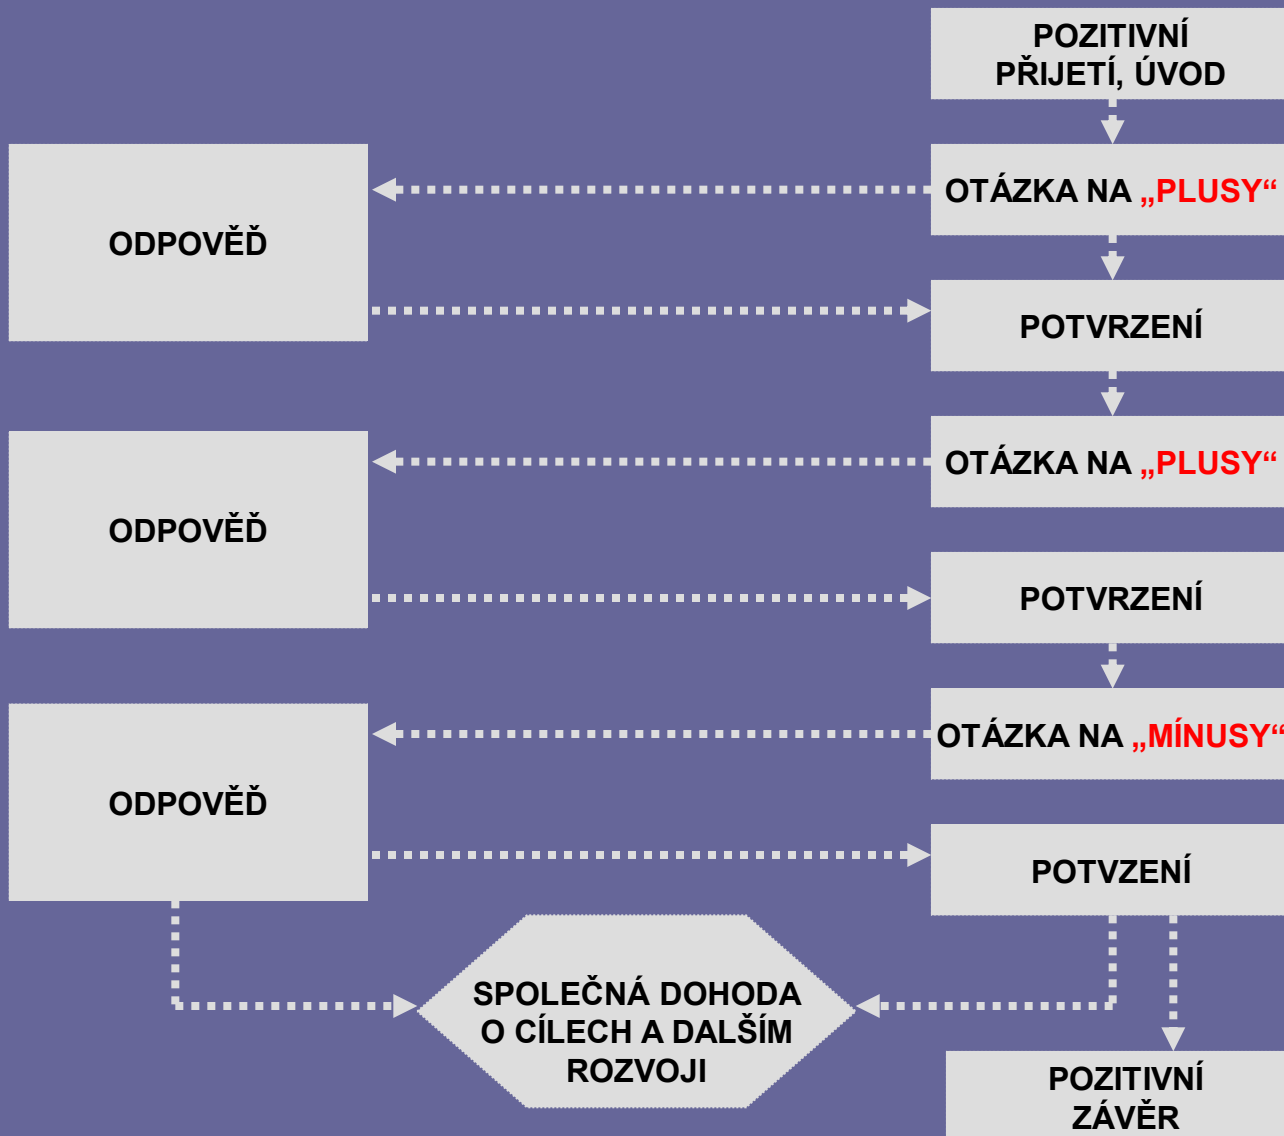 POZITIVNÍ
PŘIJETÍ, ÚVOD
OTÁZKA NA „PLUSY“
ODPOVĚĎ
POTVRZENÍ
OTÁZKA NA „PLUSY“
ODPOVĚĎ
POTVRZENÍ
OTÁZKA NA „MÍNUSY“
ODPOVĚĎ
POTVZENÍ
SPOLEČNÁ DOHODA
O CÍLECH A DALŠÍM
ROZVOJI
POZITIVNÍ
ZÁVĚR